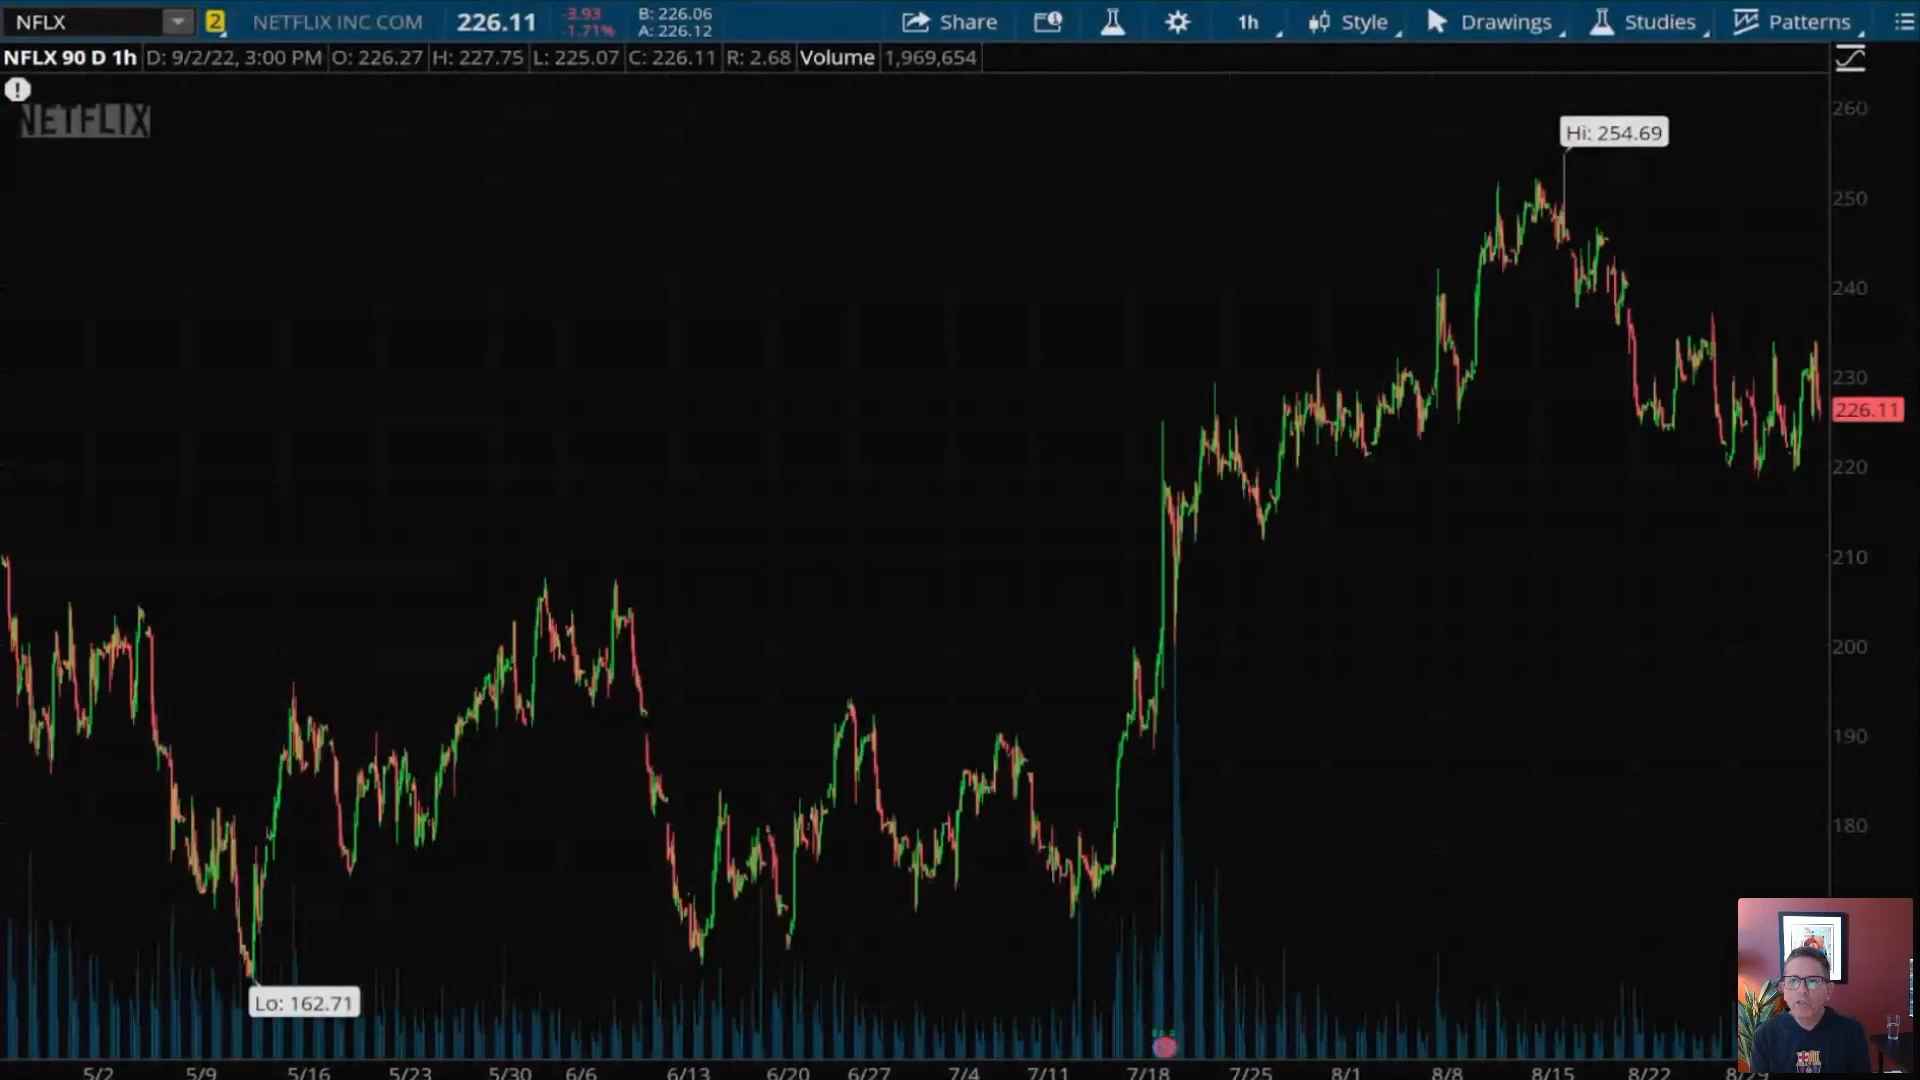 NFLX 2 NETFLIX INC COM 226.11 -3.93 -1.71% B: 226.06 A: 226.12 Share 1h Style Drawings Studies Patterns
NFLX 90 D 1h D: 9/2/22, 3:00 PM O: 226.27 H: 227.75 L: 225.07 C: 226.11 R: 2.68 Volume 1,969,654
NETFLIX
Hi: 254.69
260
250
240
230
226.11
220
210
200
190
180
Lo: 162.71
5/2 5/9 5/16 5/23 5/30 6/6 6/13 6/20 6/27 7/4 7/11 7/18 7/25 8/1 8/8 8/15 8/22 8/29